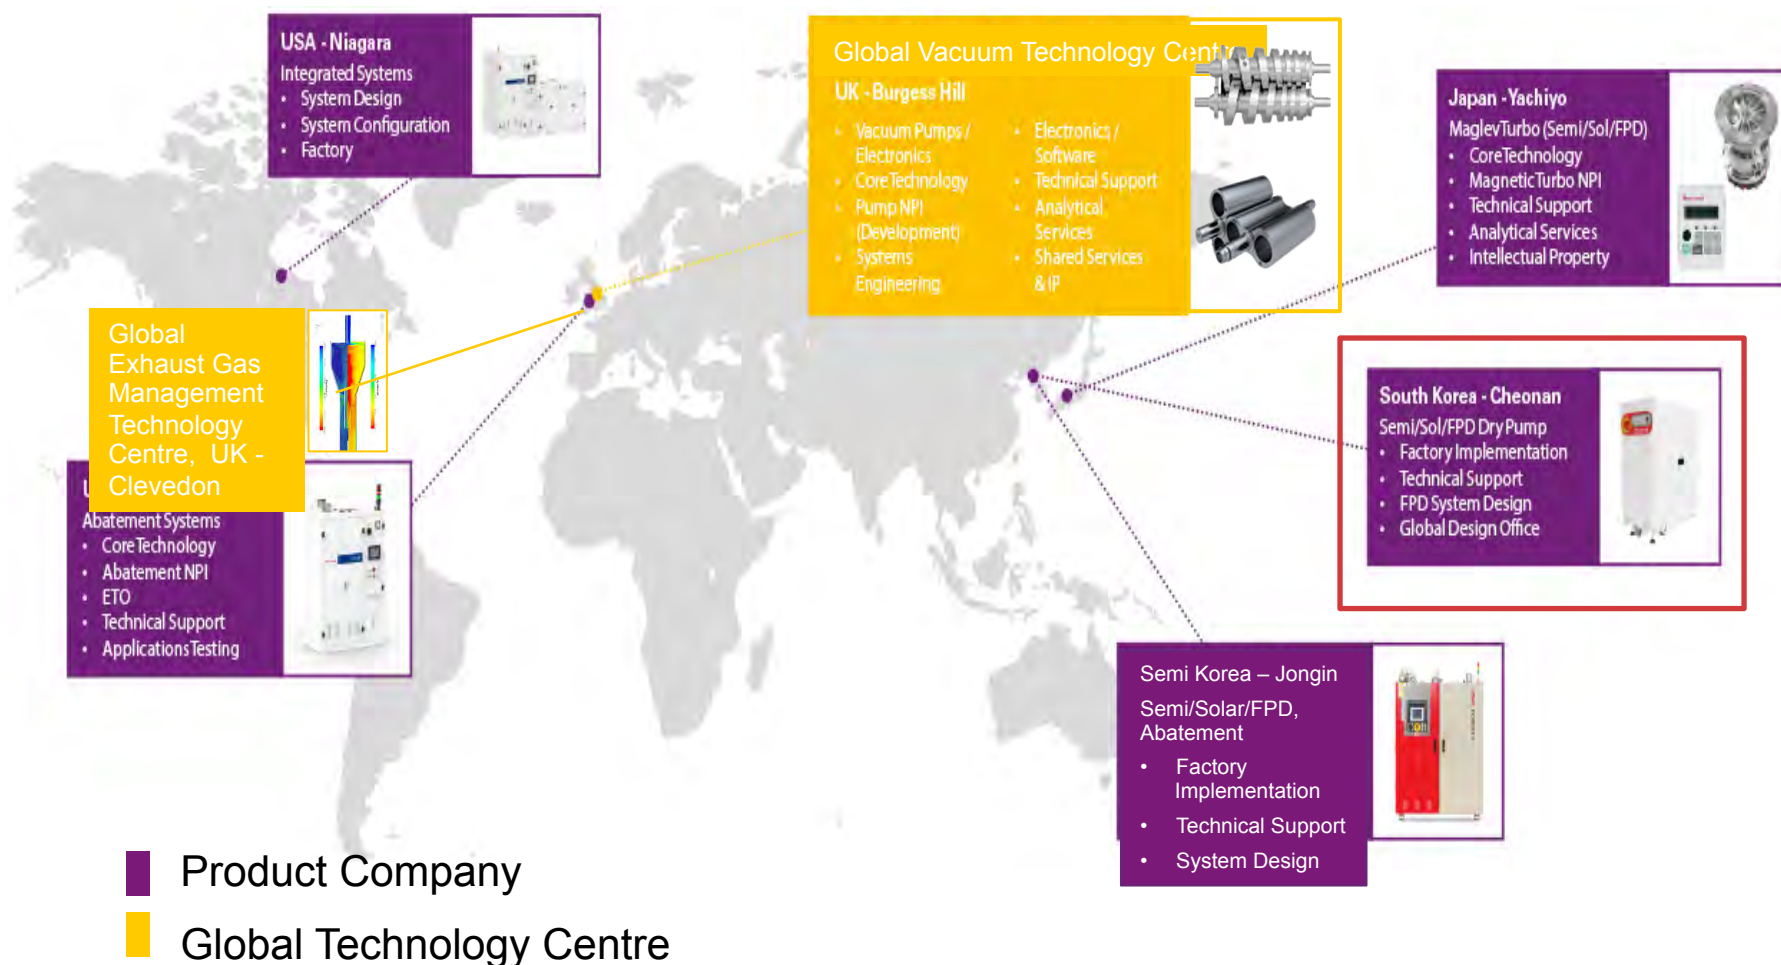 USA - Niagara
Integrated Systems
• System Design
• System Configuration
• Factory
Global Vacuum Technology Centre
UK - Burgess Hill
• Vacuum Pumps /
Electronics
• Core Technology
• Pump NPI
(Development)
• Systems
Engineering
• Electronics /
Software
• Technical Support
• Analytical
Services
• Shared Services
& IP
Japan - Yachiyo
Maglev Turbo (Semi/Sol/FPD)
• Core Technology
• Magnetic Turbo NPI
• Technical Support
• Analytical Services
• Intellectual Property
Global
Exhaust Gas
Management
Technology
Centre, UK -
Clevedon
U
Abatement Systems
• Core Technology
• Abatement NPI
• ETO
• Technical Support
• Applications Testing
South Korea - Cheonan
Semi/Sol/FPD Dry Pump
• Factory Implementation
• Technical Support
• FPD System Design
• Global Design Office
Semi Korea – Jongin
Semi/Solar/FPD,
Abatement
• Factory
Implementation
• Technical Support
• System Design
Product Company
Global Technology Centre